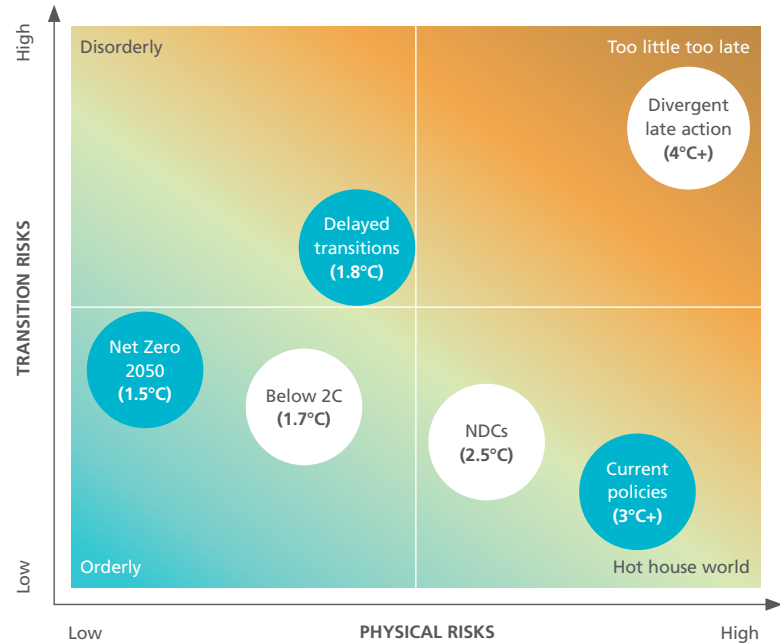 High
Disorderly
Too little too late
Divergent
late action
(4°C+)
Delayed
transitions
(1.8°C)
TRANSITION RISKS
Net Zero
2050
(1.5°C)
Below 2C
(1.7°C)
NDCs
(2.5°C)
Current
policies
(3°C+)
Low
Orderly
Hot house world
Low
PHYSICAL RISKS
High